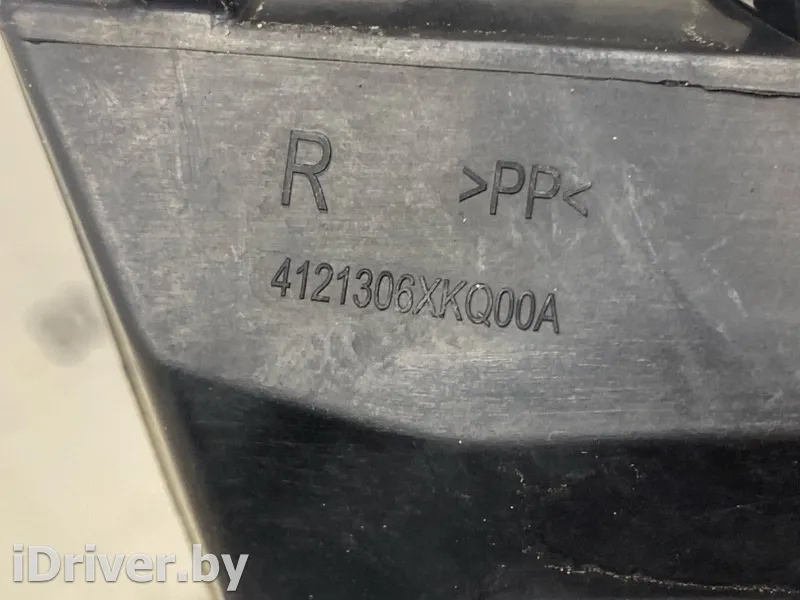 R >PP<
4121306XKQ00A
iDriver.by